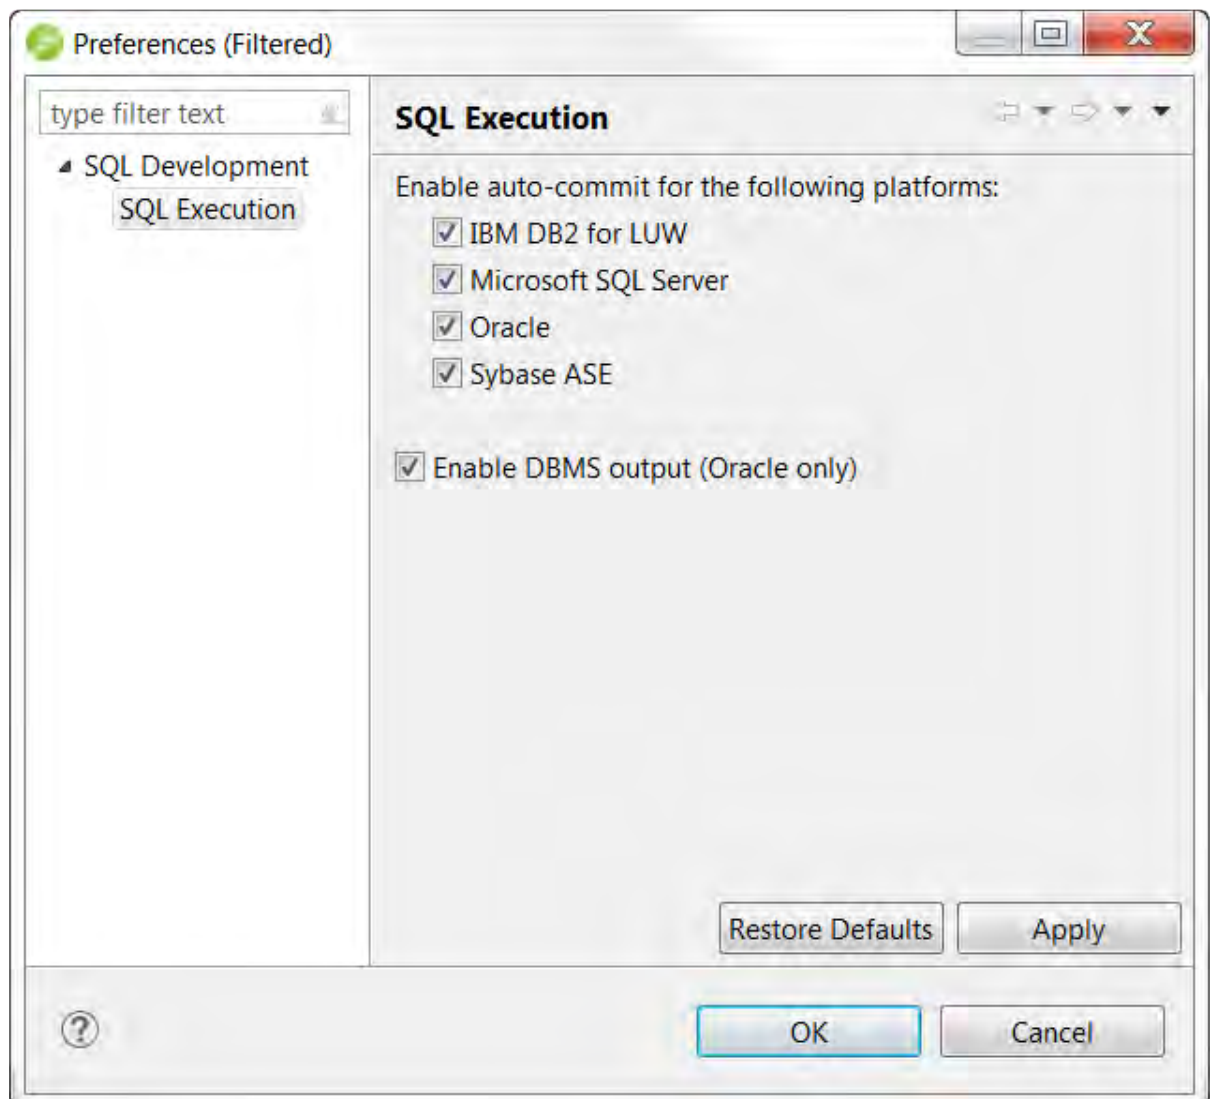 Preferences (Filtered)
type filter text
SQL Development
SQL Execution
SQL Execution
Enable auto-commit for the following platforms:
IBM DB2 for LUW
Microsoft SQL Server
Oracle
Sybase ASE
Enable DBMS output (Oracle only)
Restore Defaults
Apply
?
OK
Cancel